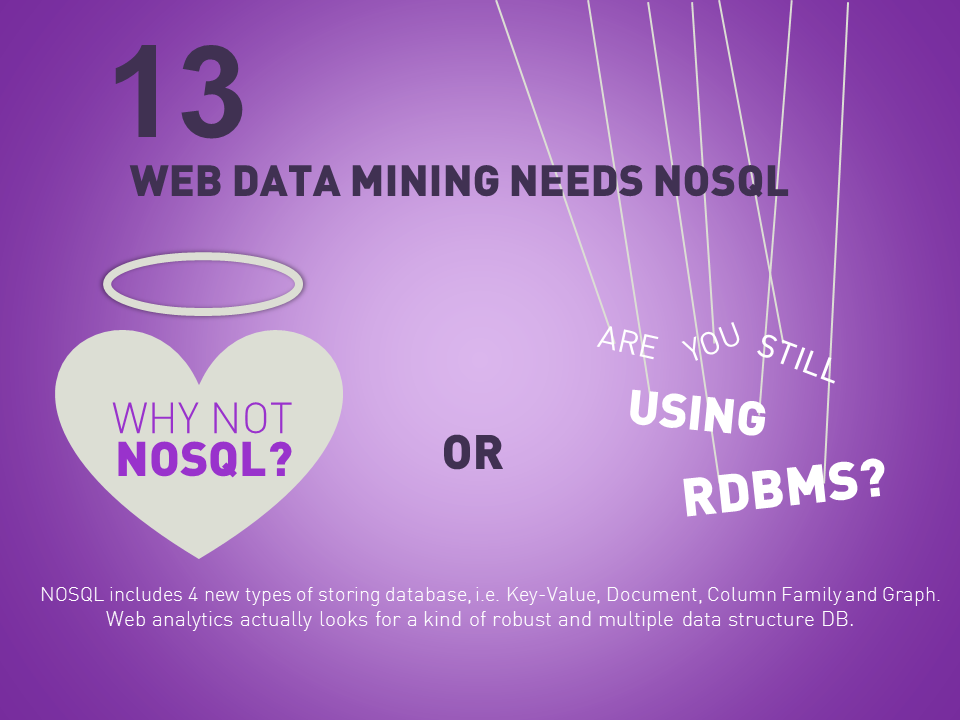 13
WEB DATA MINING NEEDS NOSQL
WHY NOT
NOSQL?
OR
ARE YOU STILL
USING
RDBMS?
NOSQL includes 4 new types of storing database, i.e. Key-Value, Document, Column Family and Graph.
Web analytics actually looks for a kind of robust and multiple data structure DB.